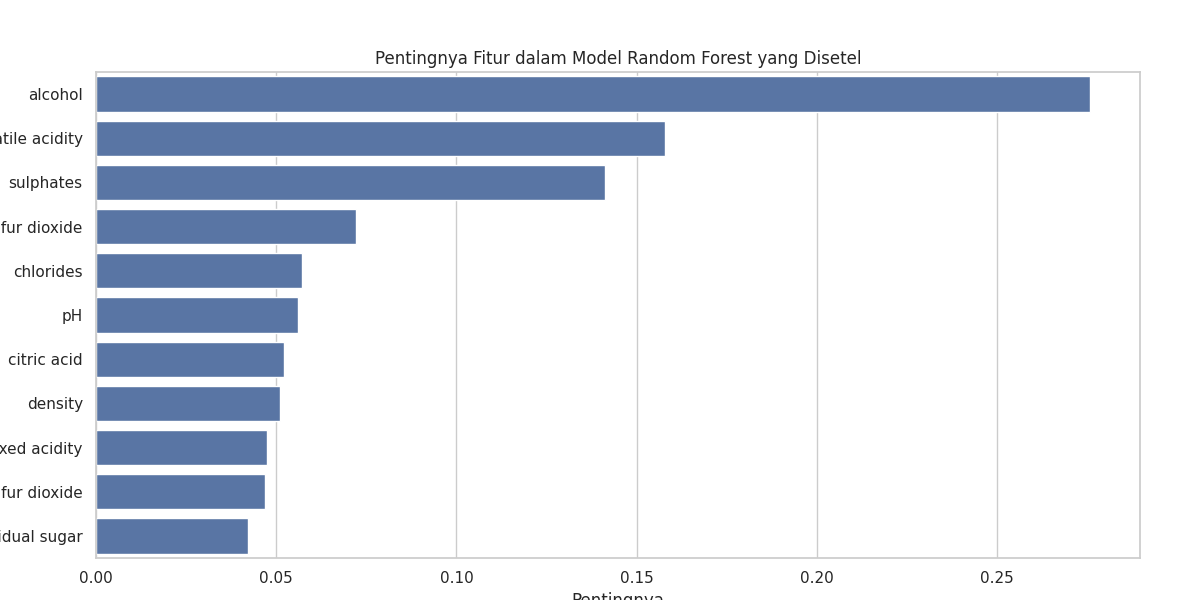 Pentingnya Fitur dalam Model Random Forest yang Disetel
alcohol
tile acidity
sulphates
fur dioxide
chlorides
pH
citric acid
density
xed acidity
fur dioxide
idual sugar
0.00 0.05 0.10 0.15 0.20 0.25
Pentingnya